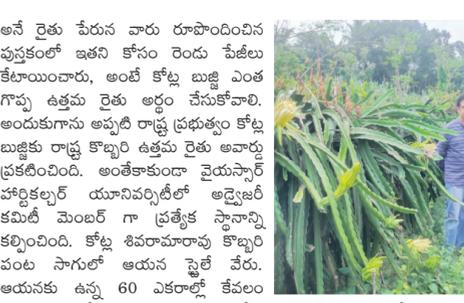 అనే రైతు పేరున వారు రూపొందించిన
పుస్తకంలో ఇతని కోసం రెండు పేజీలు
కేటాయించారు, అంటే కోట్ల బుజ్జి ఎంత
గొప్ప ఉత్తమ రైతు అర్థం చేసుకోవాలి.
అందుకుగాను అప్పటి రాష్ట్ర ప్రభుత్వం కోట్ల
బుజ్జికు రాష్ట్ర కొబ్బరి ఉత్తమ రైతు అవార్డు
ప్రకటించింది. అంతేకాకుండా వైయస్సార్
హార్టికల్చర్ యూనివర్సిటీలో అడ్వైజరీ
కమిటీ మెంబర్ గా ప్రత్యేక స్థానాన్ని
కల్పించింది. కోట్ల శివరామారావు కొబ్బరి
పంట సాగులో ఆయన స్టైలే వేరు.
ఆయనకు ఉన్న 60 ఎకరాల్లో కేవలం